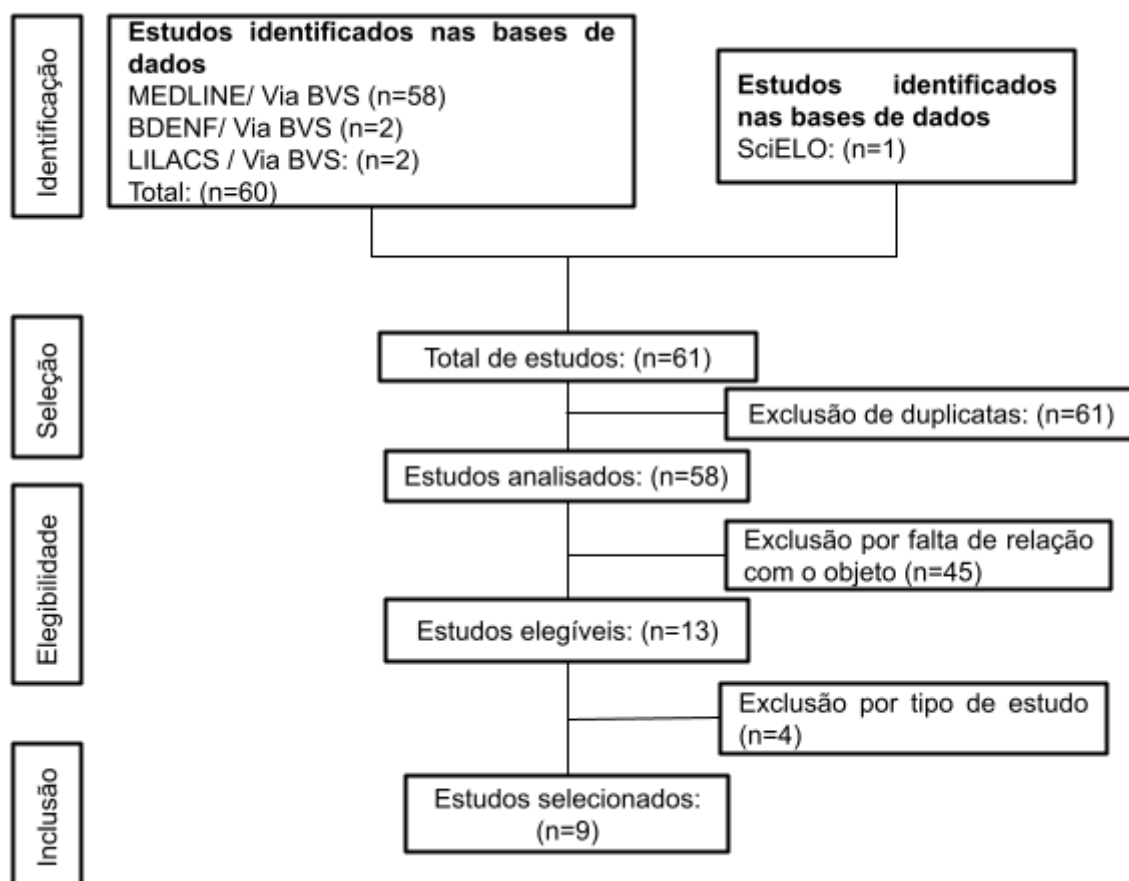 Identificação
Estudos identificados nas bases de
dados
MEDLINE/ Via BVS (n=58)
BDENF/ Via BVS (n=2)
LILACS / Via BVS: (n=2)
Total: (n=60)
Estudos identificados
nas bases de dados
SciELO: (n=1)
Seleção
Total de estudos: (n=61)
Exclusão de duplicatas: (n=61)
Estudos analisados: (n=58)
Elegibilidade
Exclusão por falta de relação
com o objeto (n=45)
Estudos elegíveis: (n=13)
Exclusão por tipo de estudo
(n=4)
Inclusão
Estudos selecionados:
(n=9)